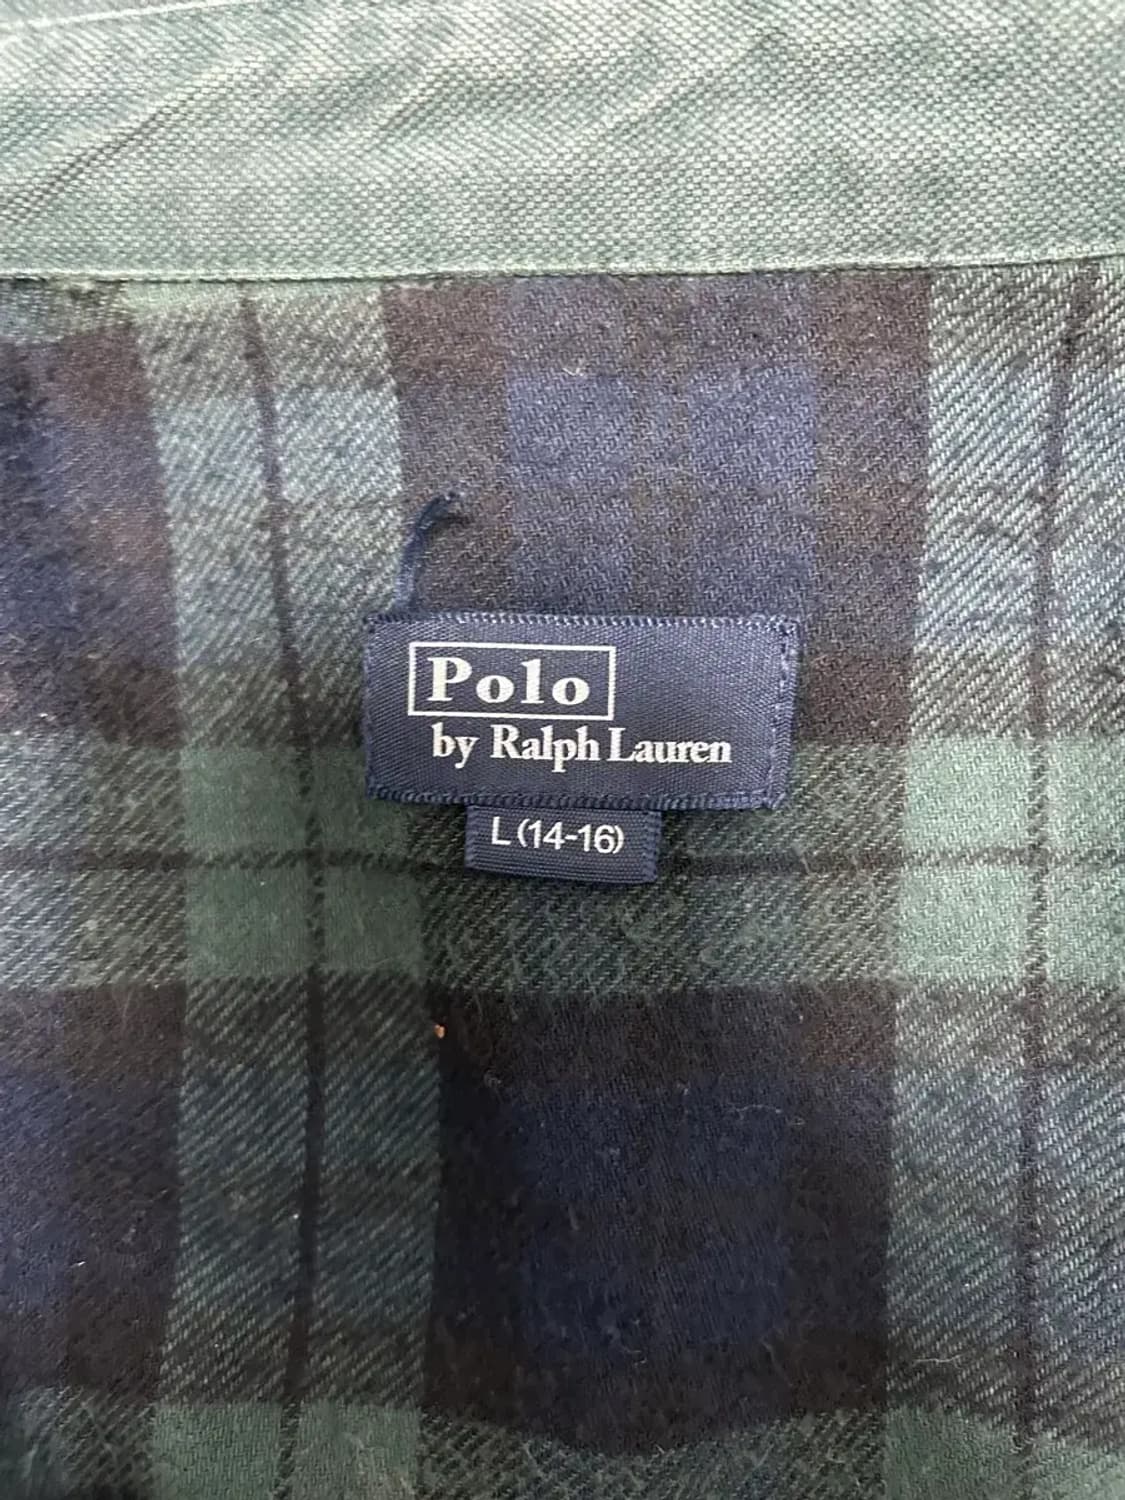 Polo
by Ralph Lauren
L (14-16)